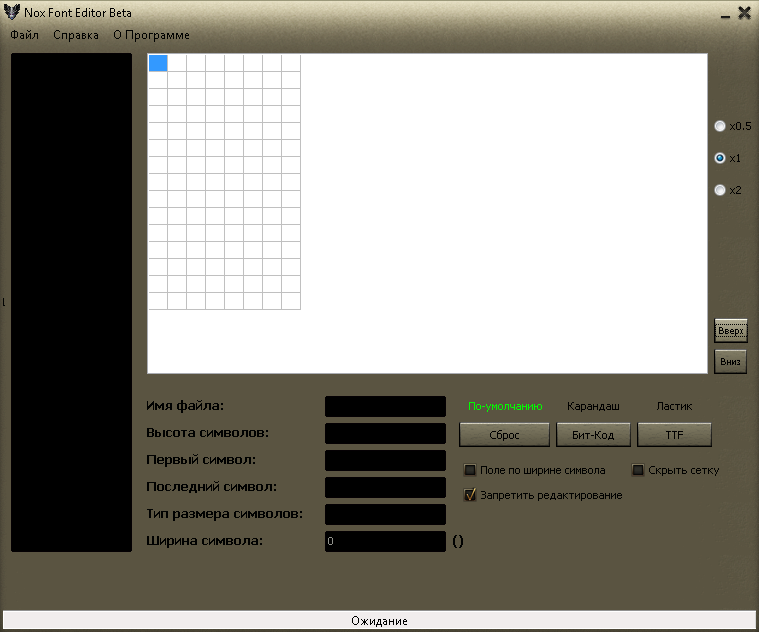 Nox Font Editor Beta
Файл Справка О Программе
x0.5
x1
x2
Вверх
Вниз
Имя файла:
Высота символов:
Первый символ:
Последний символ:
Тип размера символов:
Ширина символа: 0 ()
По-умолчанию Карандаш Ластик
Сброс Бит-Код TTF
Поле по ширине символа Скрыть сетку
Запретить редактирование
Ожидание